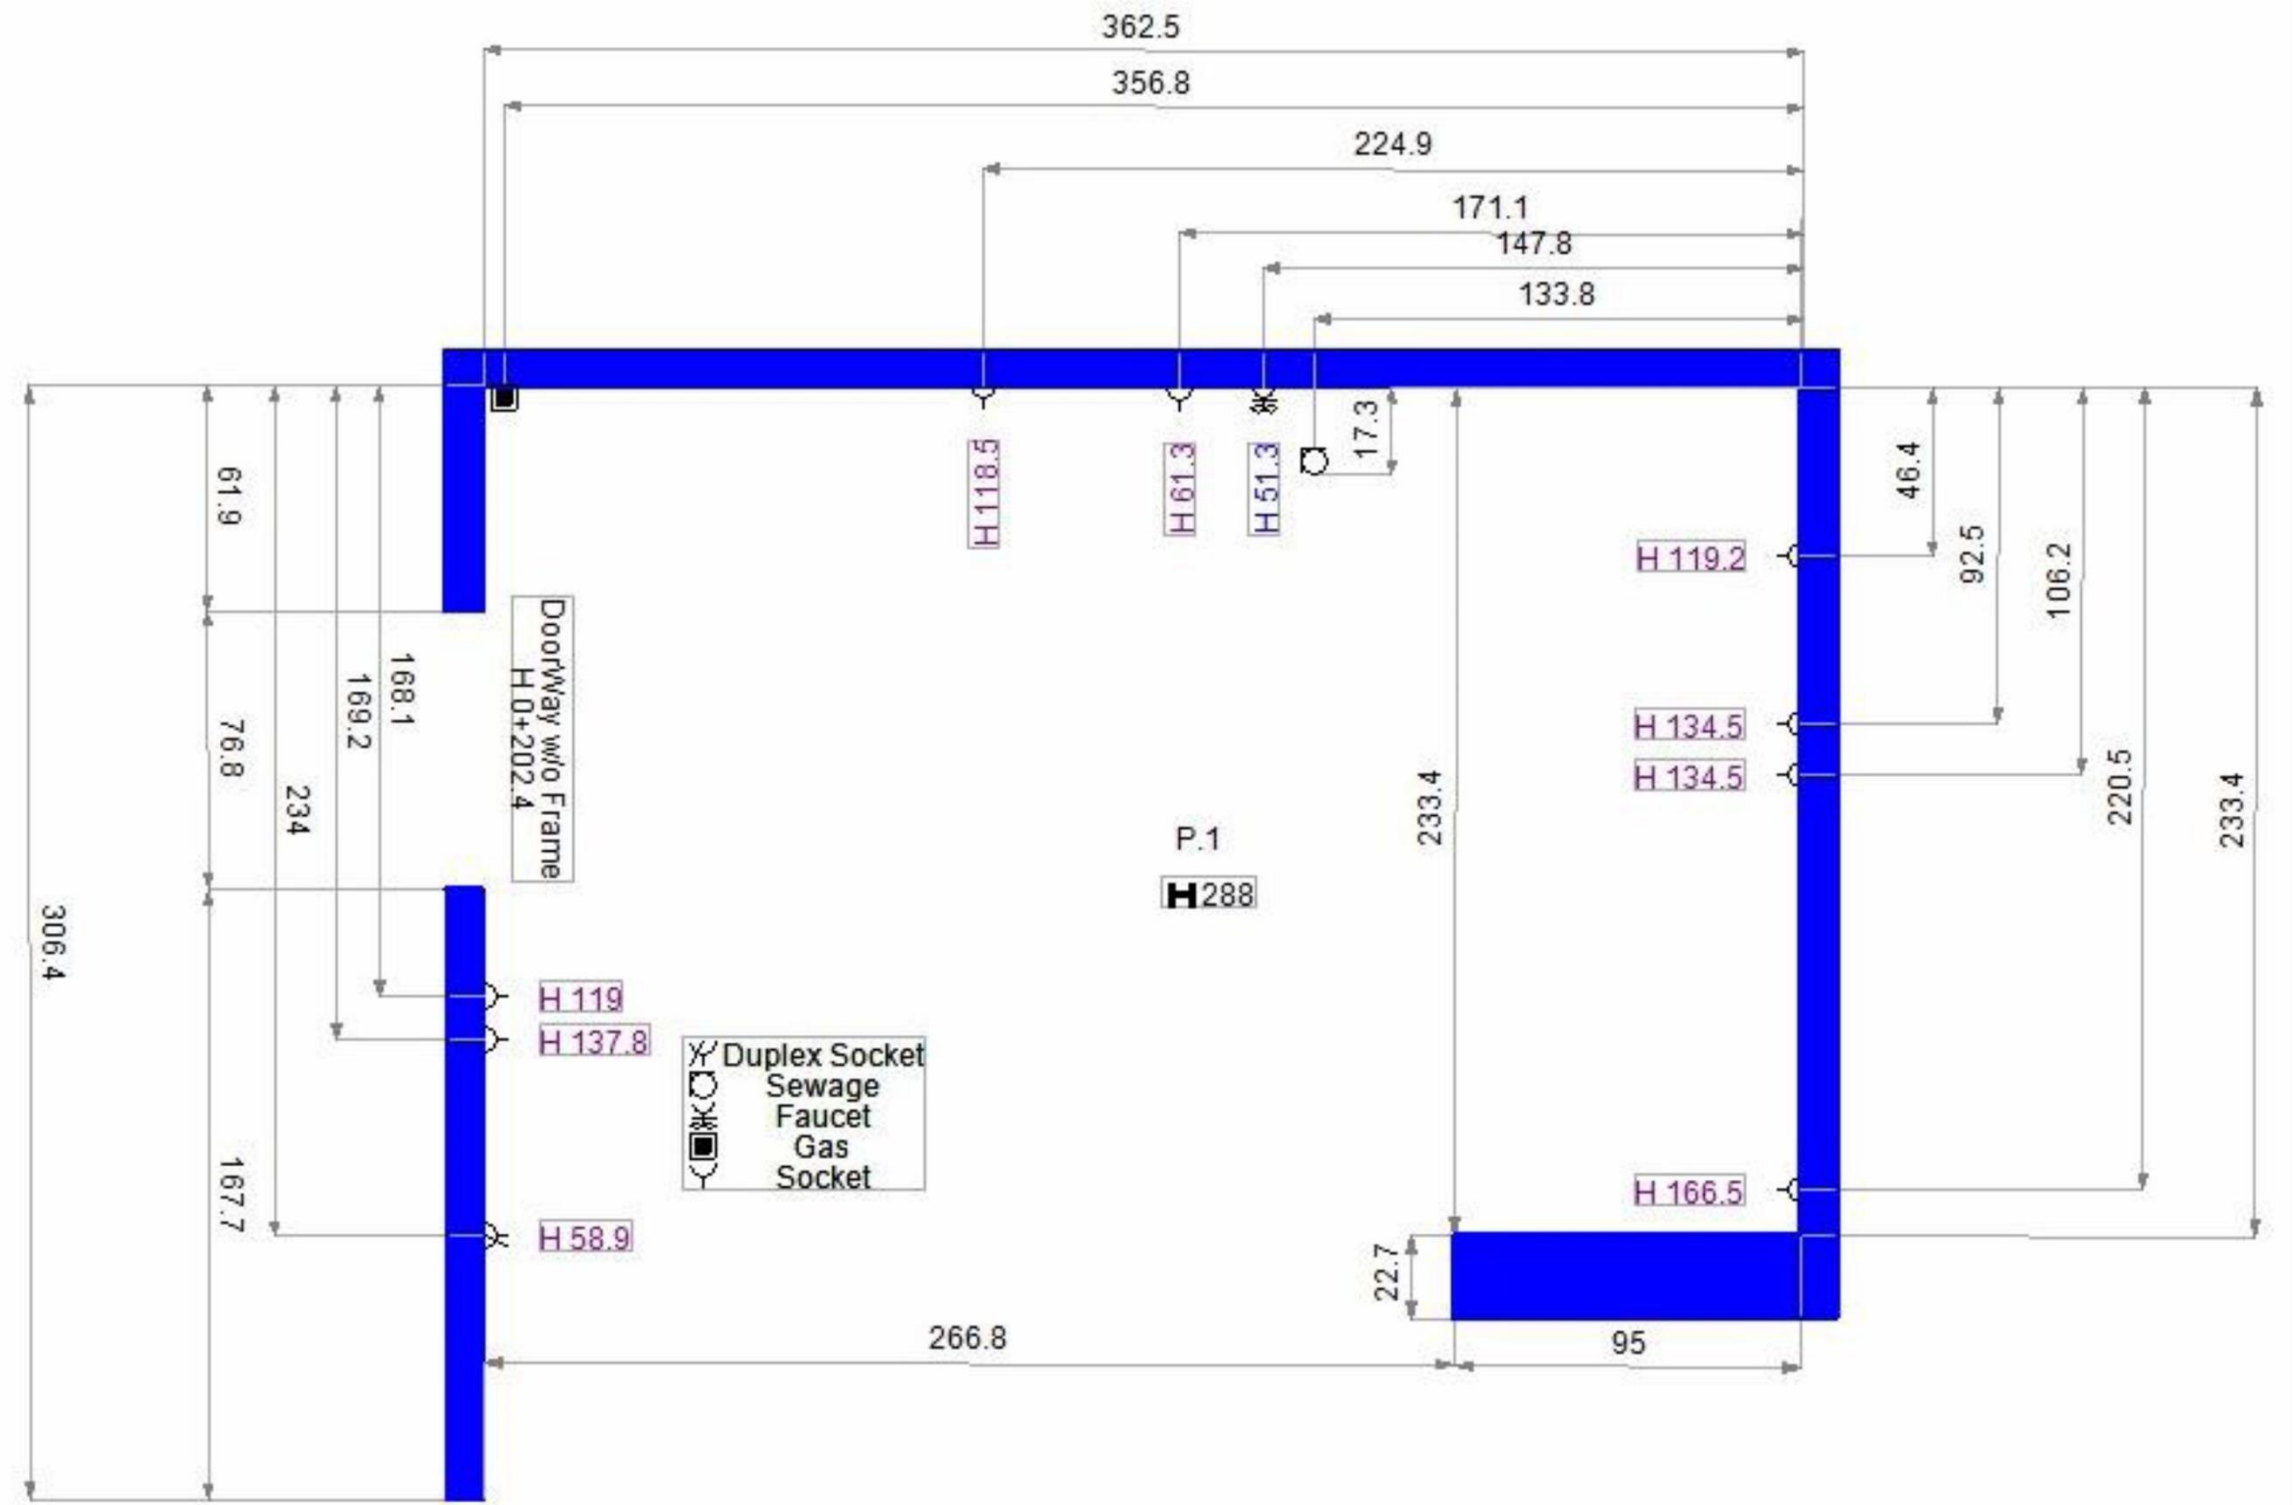 362.5
356.8
224.9
171.1
147.8
133.8
17.3
61.9
H 118.5
H 61.3
H 51.3
46.4
H 119.2
92.5
106.2
DoorWay w/o Frame
H 0+202.4
168.1
169.2
76.8
234
H 134.5
H 134.5
233.4
220.5
233.4
P.1
H 288
306.4
H 119
H 137.8
Duplex Socket
Sewage
Faucet
Gas
Socket
167.7
H 58.9
H 166.5
22.7
266.8
95